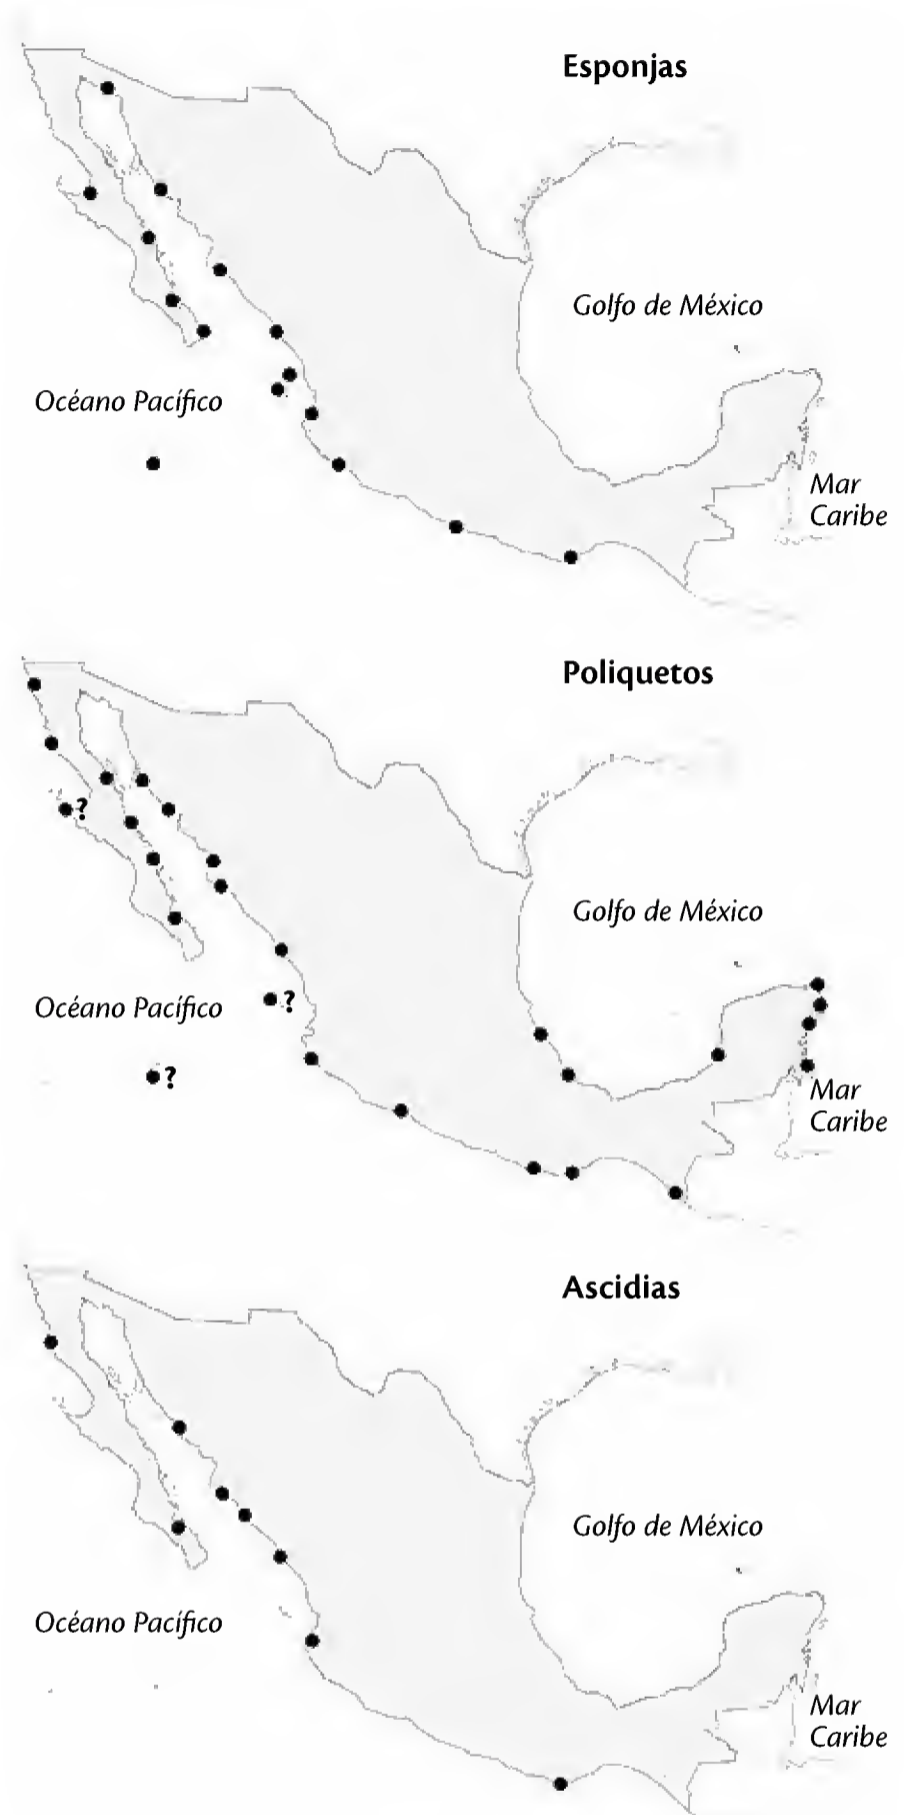 Esponjas
Golfo de México
Océano Pacífico
Mar
Caribe
Poliquetos
?
Golfo de México
?
Océano Pacífico
?
Mar
Caribe
Ascidias
Golfo de México
Océano Pacífico
Mar
Caribe